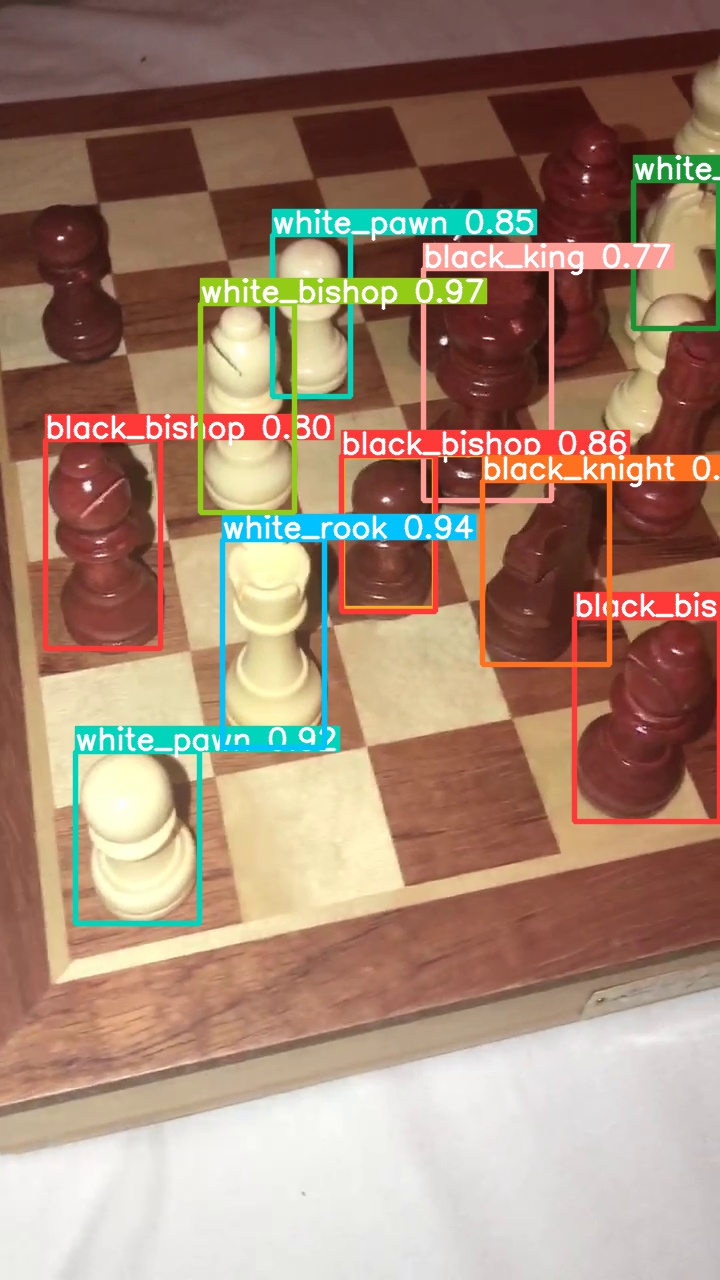 white_
white_pawn 0.85
black_king 0.77
white_bishop 0.97
black_bishop 0.80
black_bishop 0.86
black_knight 0.
white_rook 0.94
black_bis
white_pawn 0.92